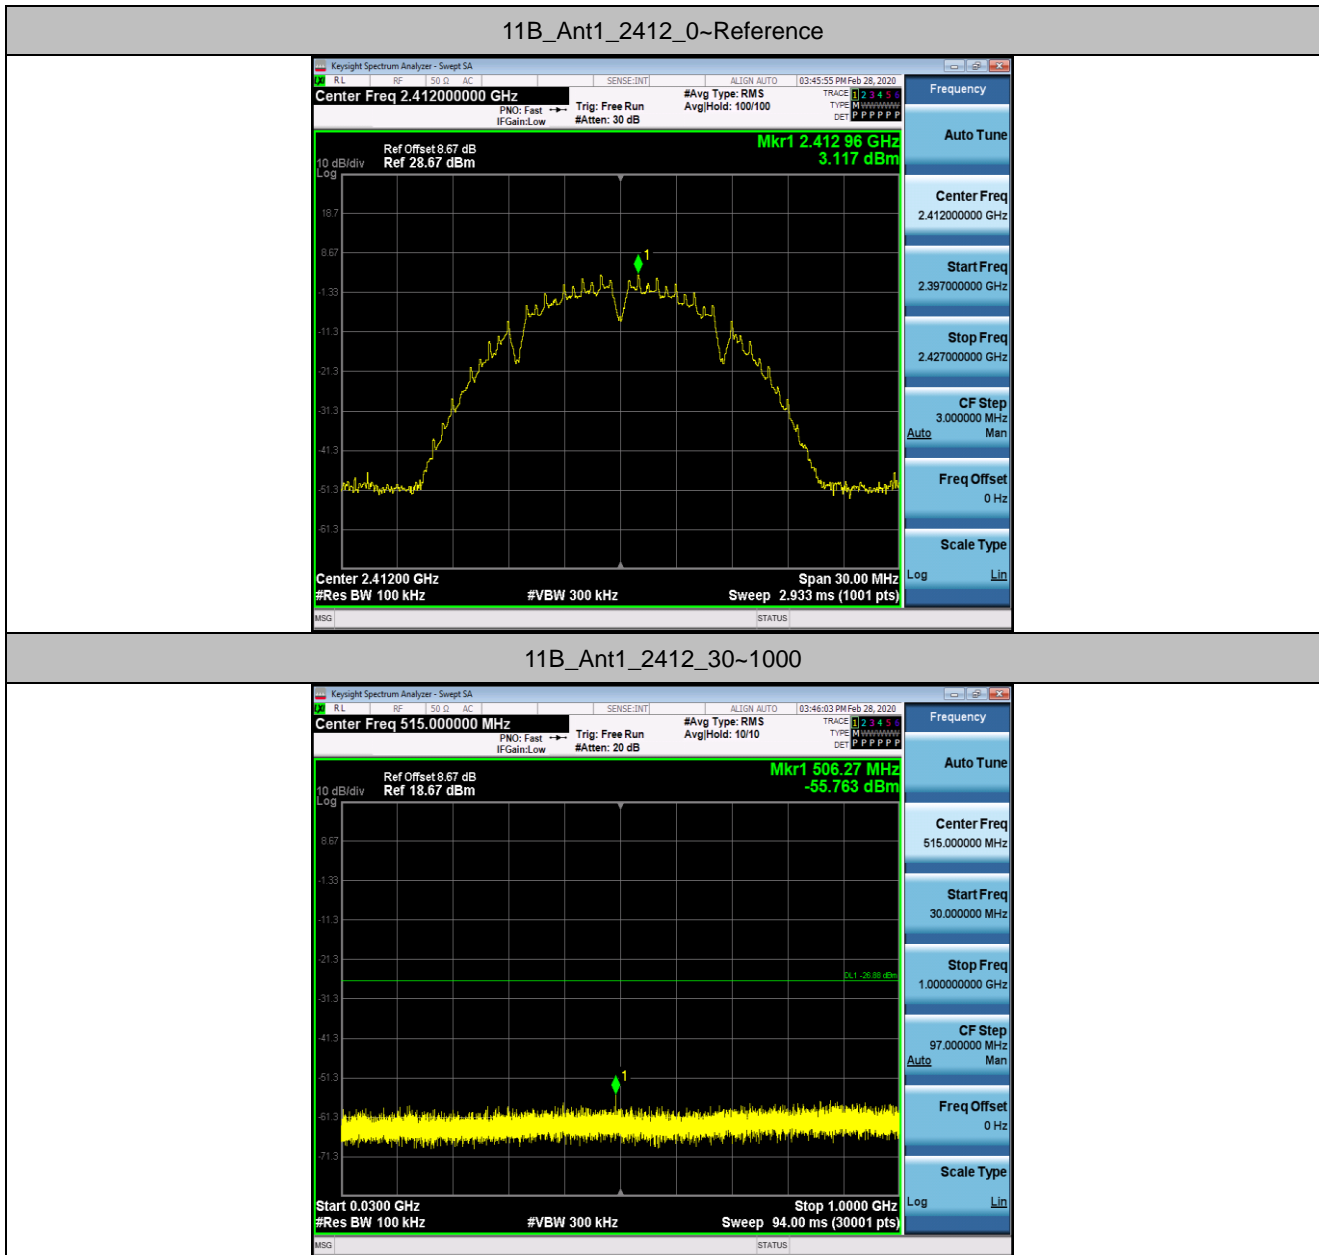 11B_Ant1_2412_0~Reference
Keysight Spectrum Analyzer - Swept SA
RL RF 50 Ω AC SENSE:INT ALIGN AUTO 03:45:55 PM Feb 28, 2020
Center Freq 2.412000000 GHz
PNO: Fast
IFGain:Low
Trig: Free Run
#Atten: 30 dB
#Avg Type: RMS
Avg|Hold: 100/100
TRACE 1 2 3 4 5 6
TYPE M
DET P P P P P P
Ref Offset 8.67 dB
10 dB/div Ref 28.67 dBm
Log
Mkr1 2.412 96 GHz
3.117 dBm
18.7
8.67
1
-1.33
-11.3
-21.3
-31.3
-41.3
-51.3
-61.3
Center 2.41200 GHz Span 30.00 MHz
#Res BW 100 kHz #VBW 300 kHz Sweep 2.933 ms (1001 pts)
MSG STATUS
Frequency
Auto Tune
Center Freq
2.412000000 GHz
Start Freq
2.397000000 GHz
Stop Freq
2.427000000 GHz
CF Step
3.000000 MHz
Auto Man
Freq Offset
0 Hz
Scale Type
Log Lin
11B_Ant1_2412_30~1000
Keysight Spectrum Analyzer - Swept SA
RL RF 50 Ω AC SENSE:INT ALIGN AUTO 03:46:03 PM Feb 28, 2020
Center Freq 515.000000 MHz
PNO: Fast
IFGain:Low
Trig: Free Run
#Atten: 20 dB
#Avg Type: RMS
Avg|Hold: 10/10
TRACE 1 2 3 4 5 6
TYPE M
DET P P P P P P
Ref Offset 8.67 dB
10 dB/div Ref 18.67 dBm
Log
Mkr1 506.27 MHz
-55.763 dBm
8.67
-1.33
-11.3
-21.3
DL1 -26.88 dBm
-31.3
-41.3
-51.3
1
-61.3
-71.3
Start 0.0300 GHz Stop 1.0000 GHz
#Res BW 100 kHz #VBW 300 kHz Sweep 94.00 ms (30001 pts)
MSG STATUS
Frequency
Auto Tune
Center Freq
515.000000 MHz
Start Freq
30.000000 MHz
Stop Freq
1.000000000 GHz
CF Step
97.000000 MHz
Auto Man
Freq Offset
0 Hz
Scale Type
Log Lin